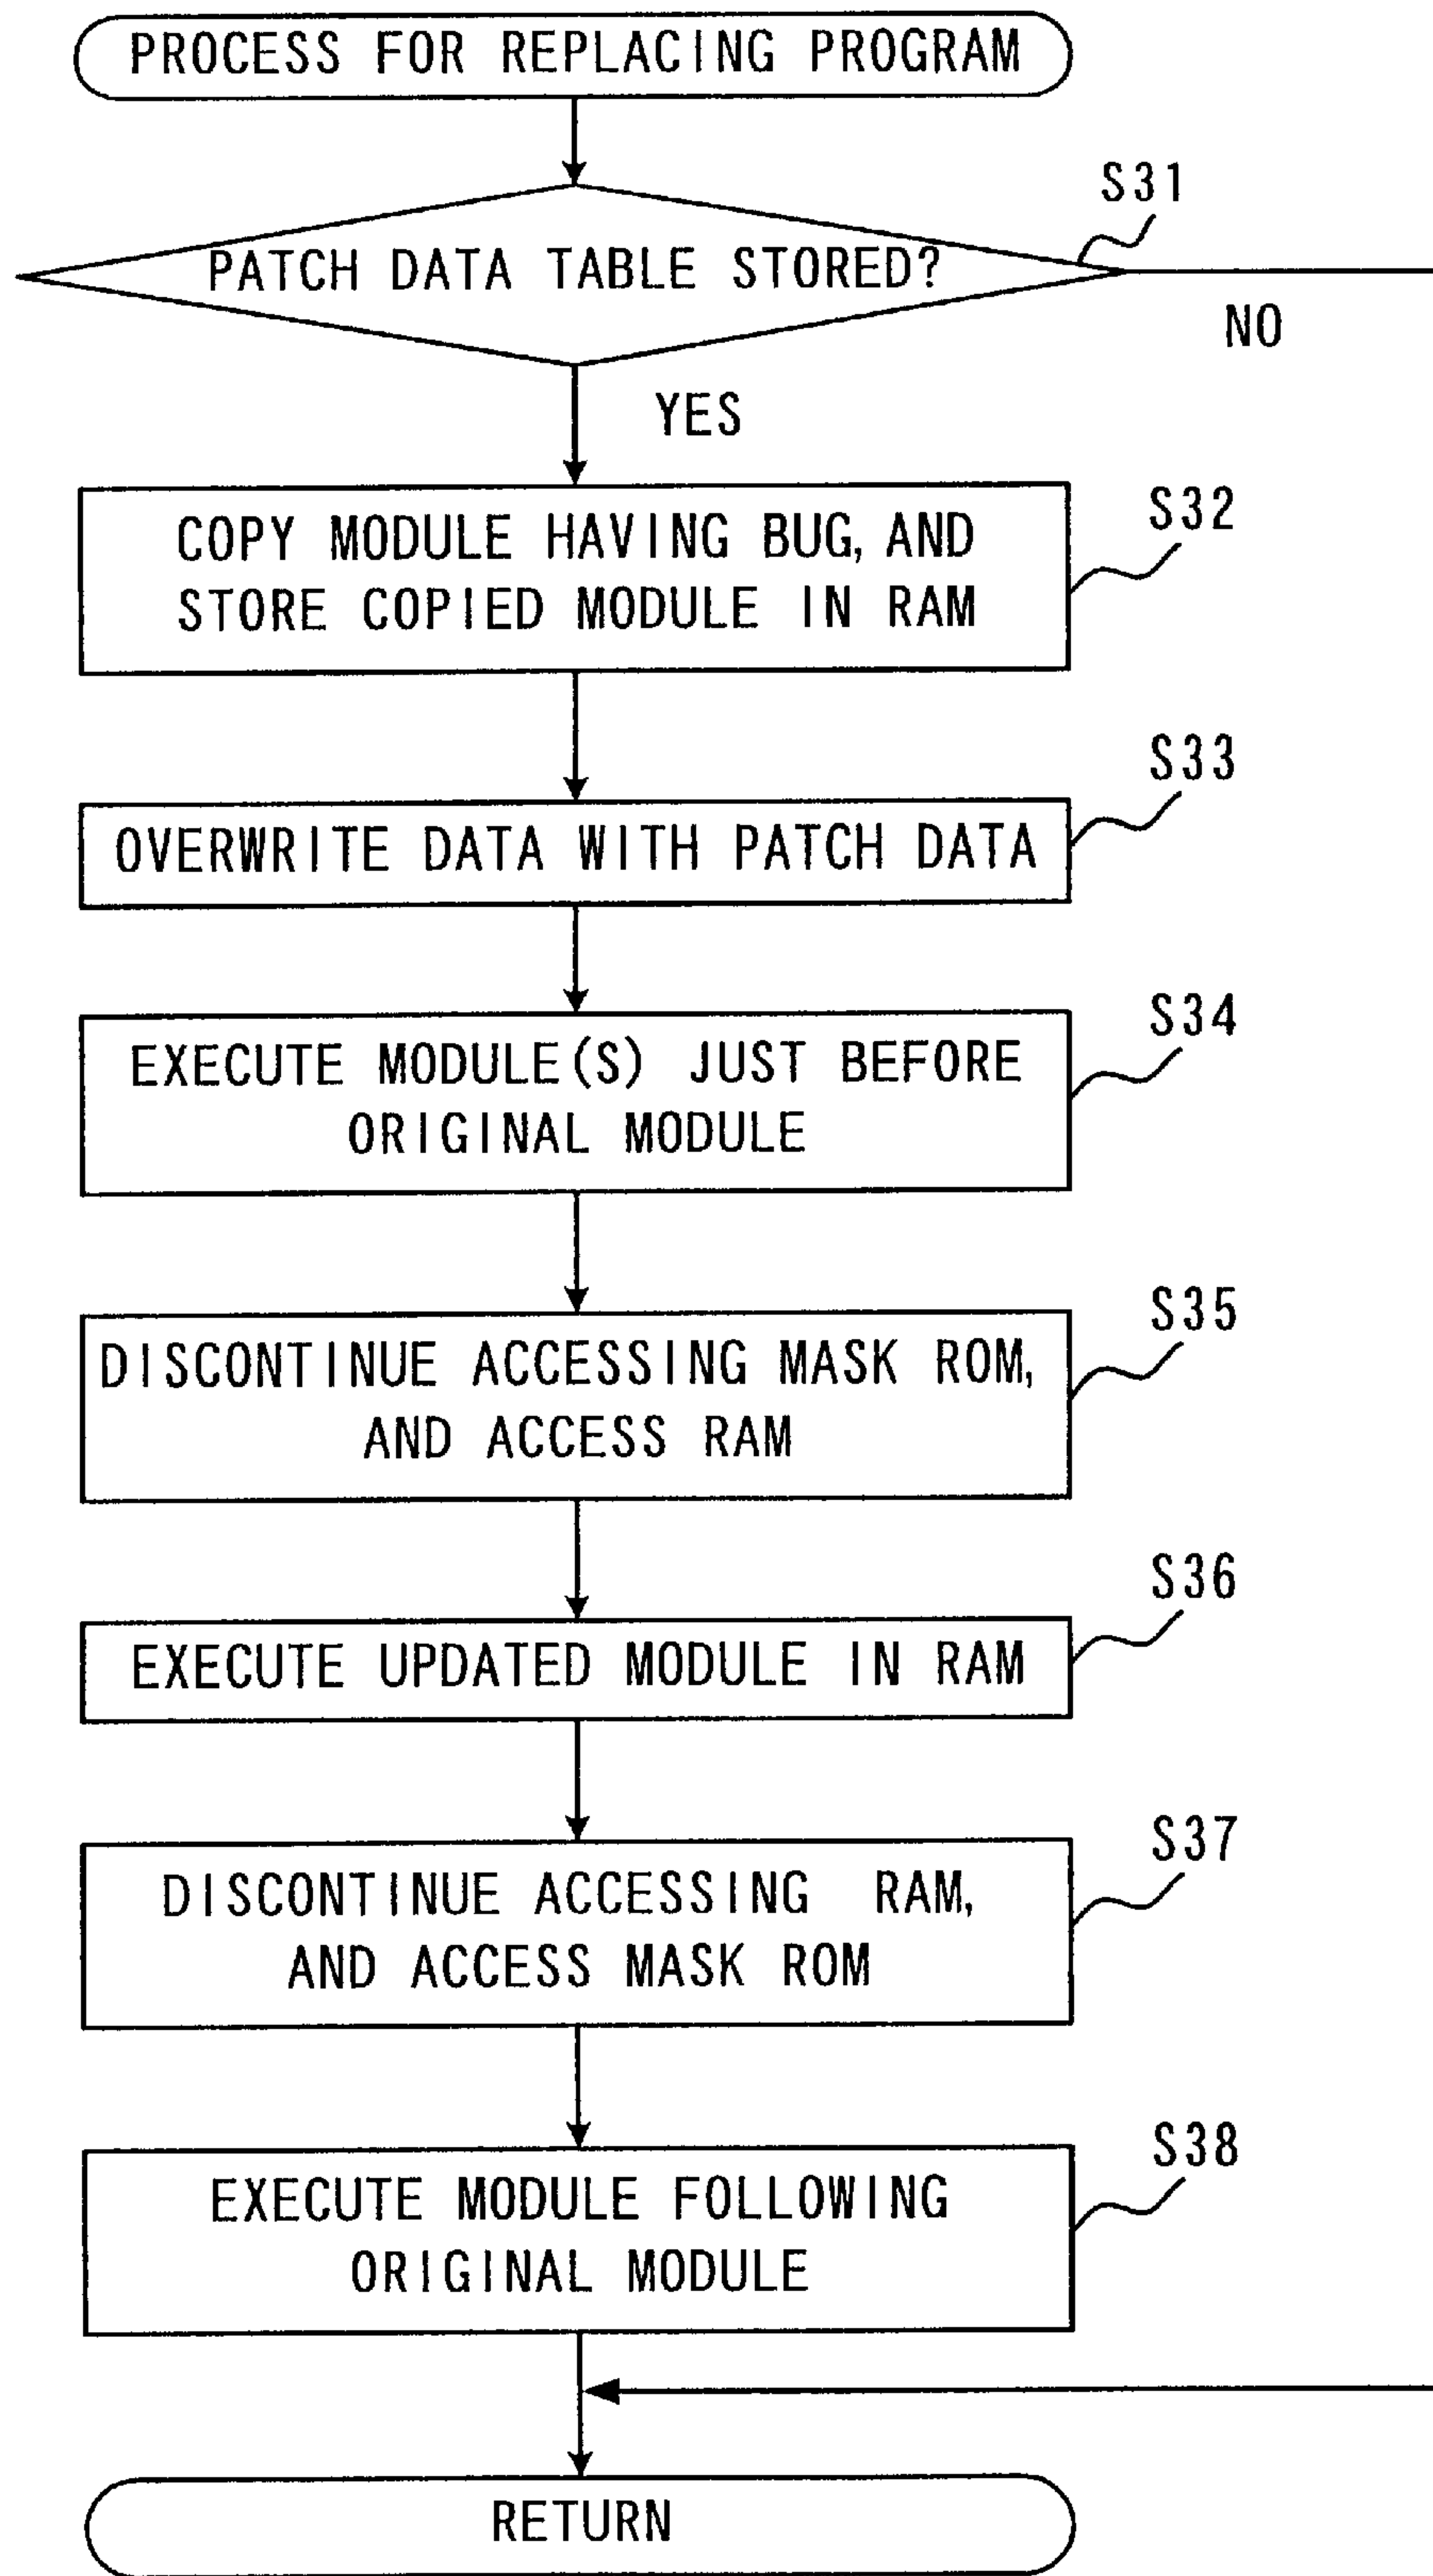 PROCESS FOR REPLACING PROGRAM
S31
PATCH DATA TABLE STORED?
NO
YES
S32
COPY MODULE HAVING BUG, AND
STORE COPIED MODULE IN RAM
S33
OVERWRITE DATA WITH PATCH DATA
S34
EXECUTE MODULE(S) JUST BEFORE
ORIGINAL MODULE
S35
DISCONTINUE ACCESSING MASK ROM,
AND ACCESS RAM
S36
EXECUTE UPDATED MODULE IN RAM
S37
DISCONTINUE ACCESSING RAM,
AND ACCESS MASK ROM
S38
EXECUTE MODULE FOLLOWING
ORIGINAL MODULE
RETURN